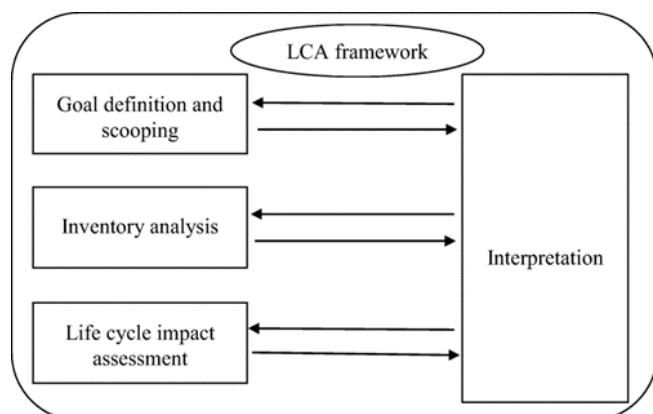 LCA framework
Goal definition and
scooping
Inventory analysis
Interpretation
Life cycle impact
assessment